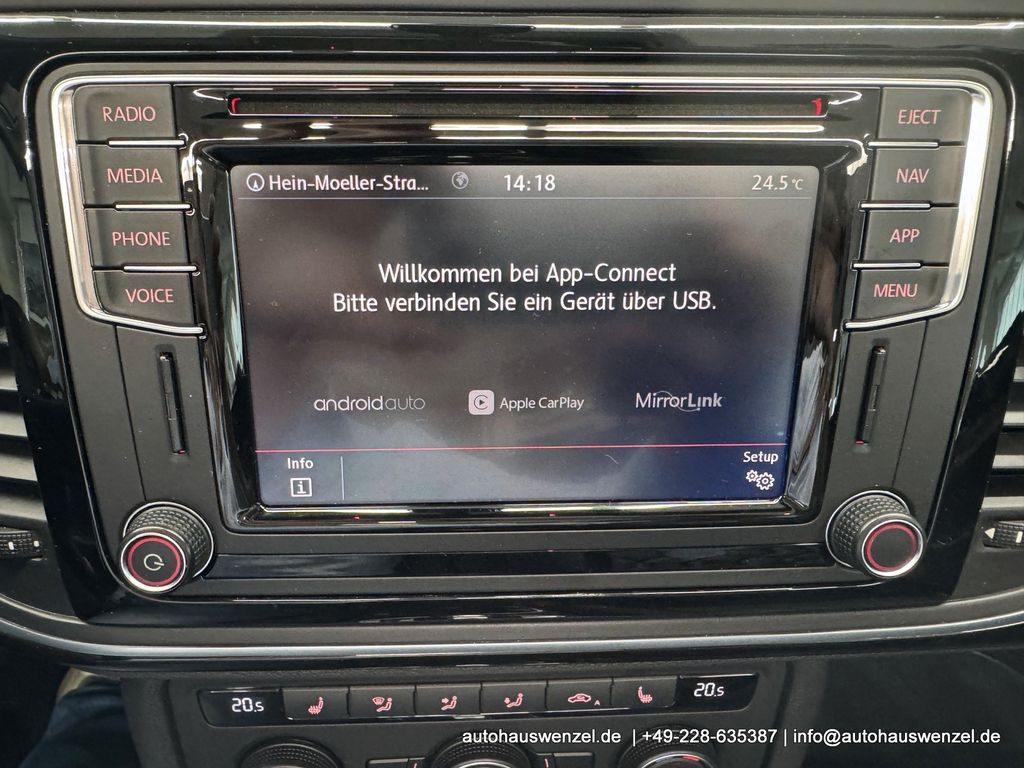 RADIO
EJECT
MEDIA
NAV
PHONE
APP
VOICE
MENU
Hein-Moeller-Stra... 14:18 24.5°C
Willkommen bei App-Connect
Bitte verbinden Sie ein Gerät über USB.
androidauto Apple CarPlay MirrorLink
Info Setup
i
20.5 A 20.5
autohauswenzel.de | +49-228-635387 | info@autohauswenzel.de